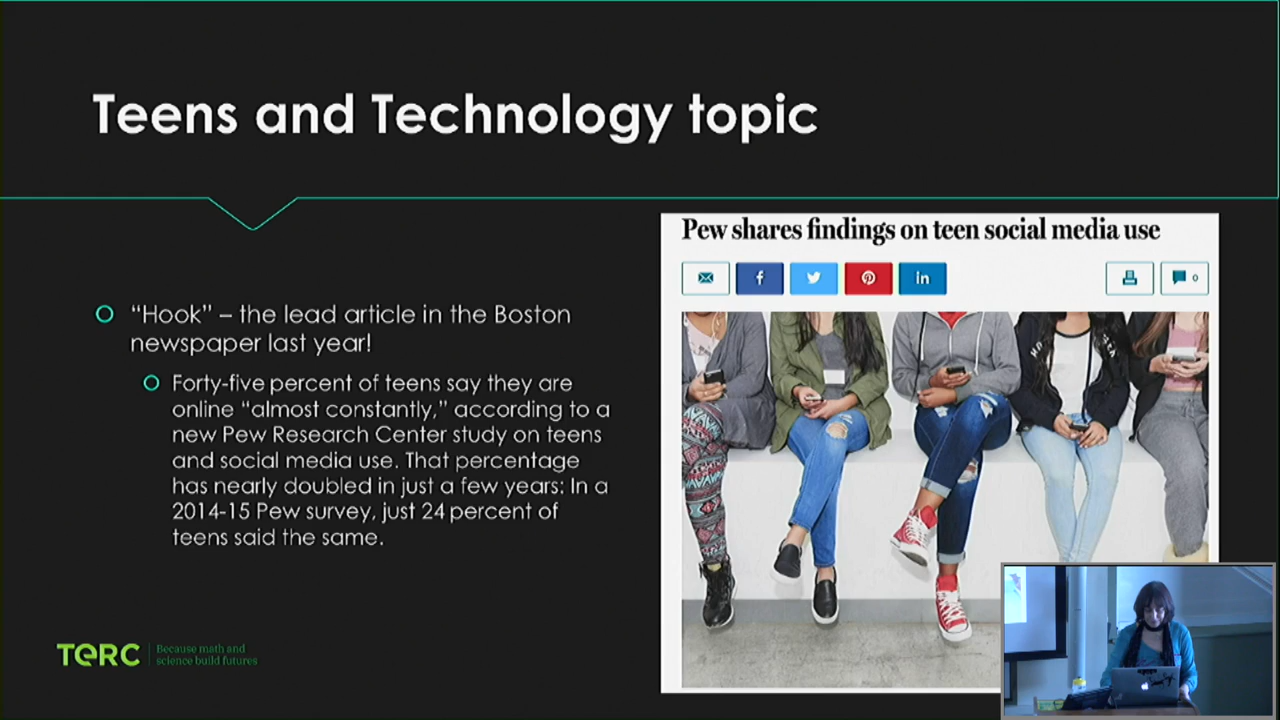 Teens and Technology topic
“Hook” – the lead article in the Boston
newspaper last year!
Forty-five percent of teens say they are
online “almost constantly,” according to a
new Pew Research Center study on teens
and social media use. That percentage
has nearly doubled in just a few years: In a
2014-15 Pew survey, just 24 percent of
teens said the same.
TERC
Because math and
science build futures
Pew shares findings on teen social media use
f
in
0